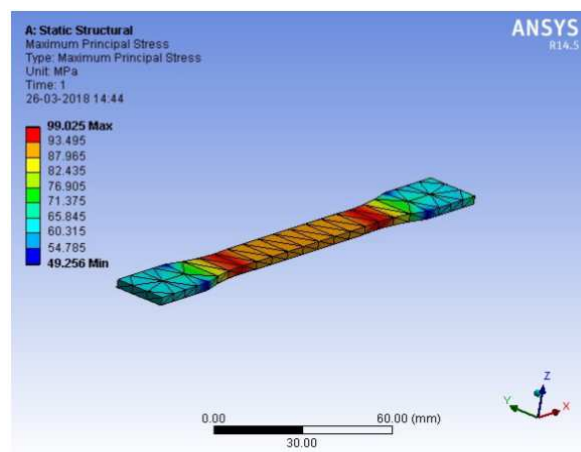 A: Static Structural
Maximum Principal Stress
Type: Maximum Principal Stress
Unit: MPa
Time: 1
26-03-2018 14:44
ANSYS
R14.5
99.025 Max
93.495
87.965
82.435
76.905
71.375
65.845
60.315
54.785
49.256 Min
Z
Y
X
0.00
60.00 (mm)
30.00